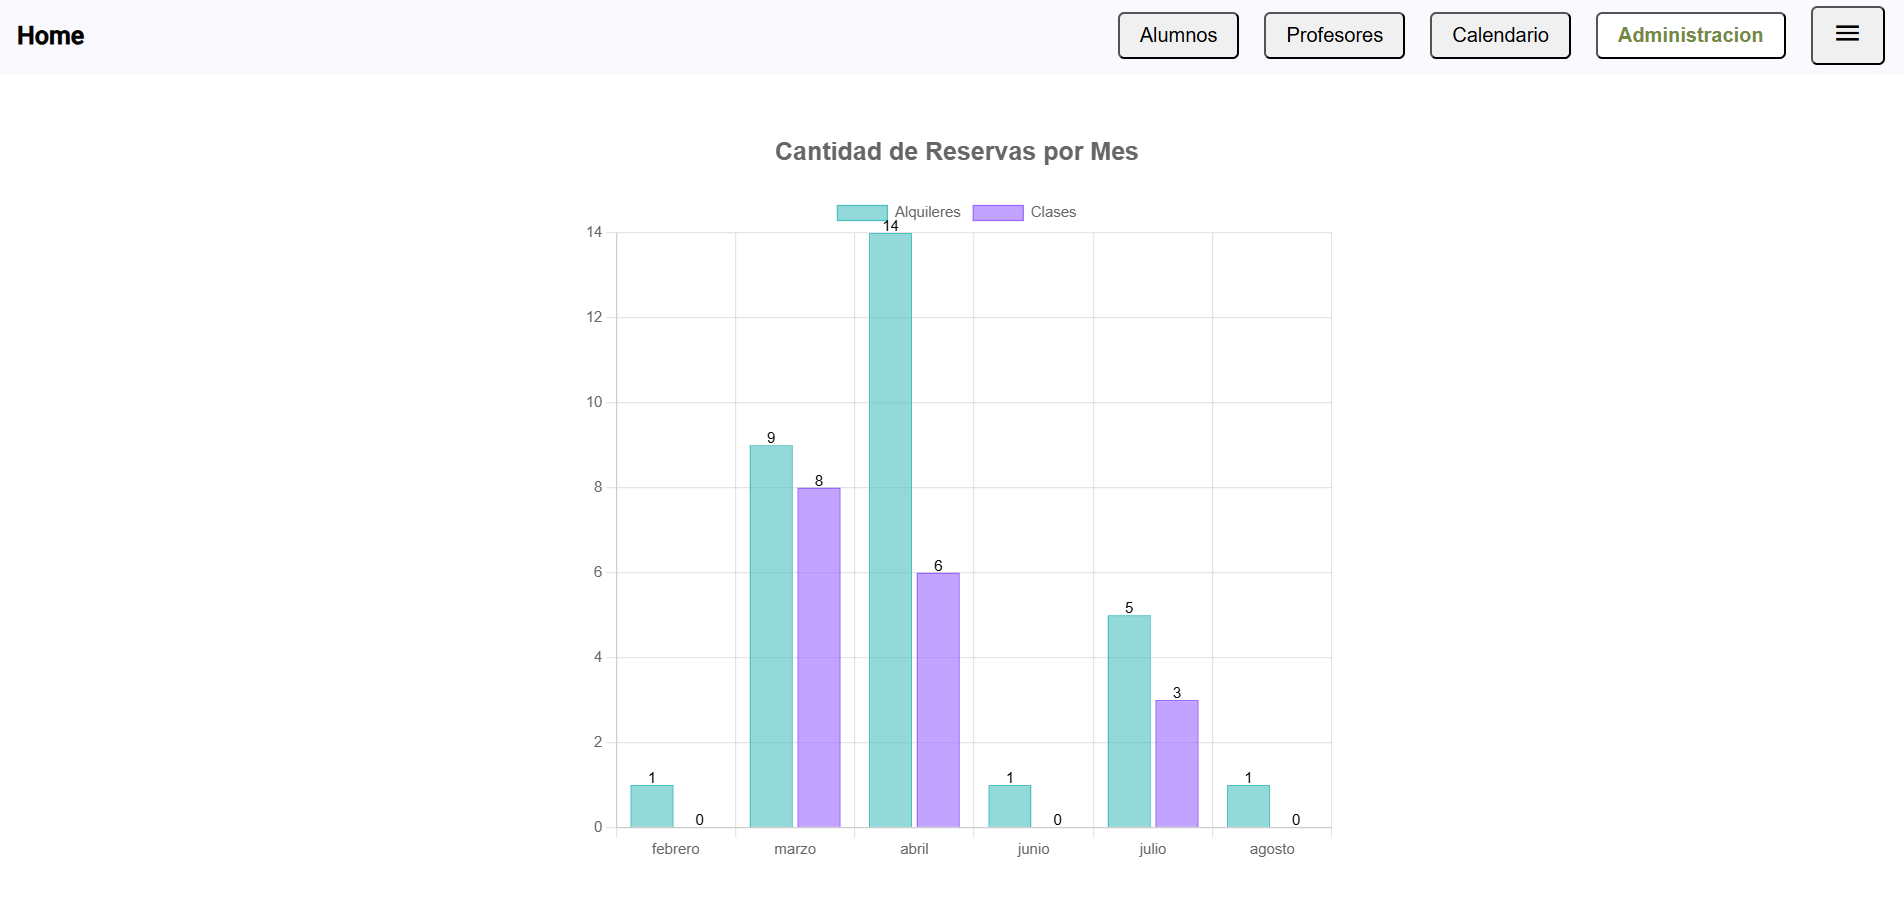 Home Alumnos Profesores Calendario Administracion
Cantidad de Reservas por Mes
Alquileres Clases
14
14
12
10
9
8
8
6
6
5
4
3
2
1 1 1
0 0 0
0
febrero marzo abril junio julio agosto